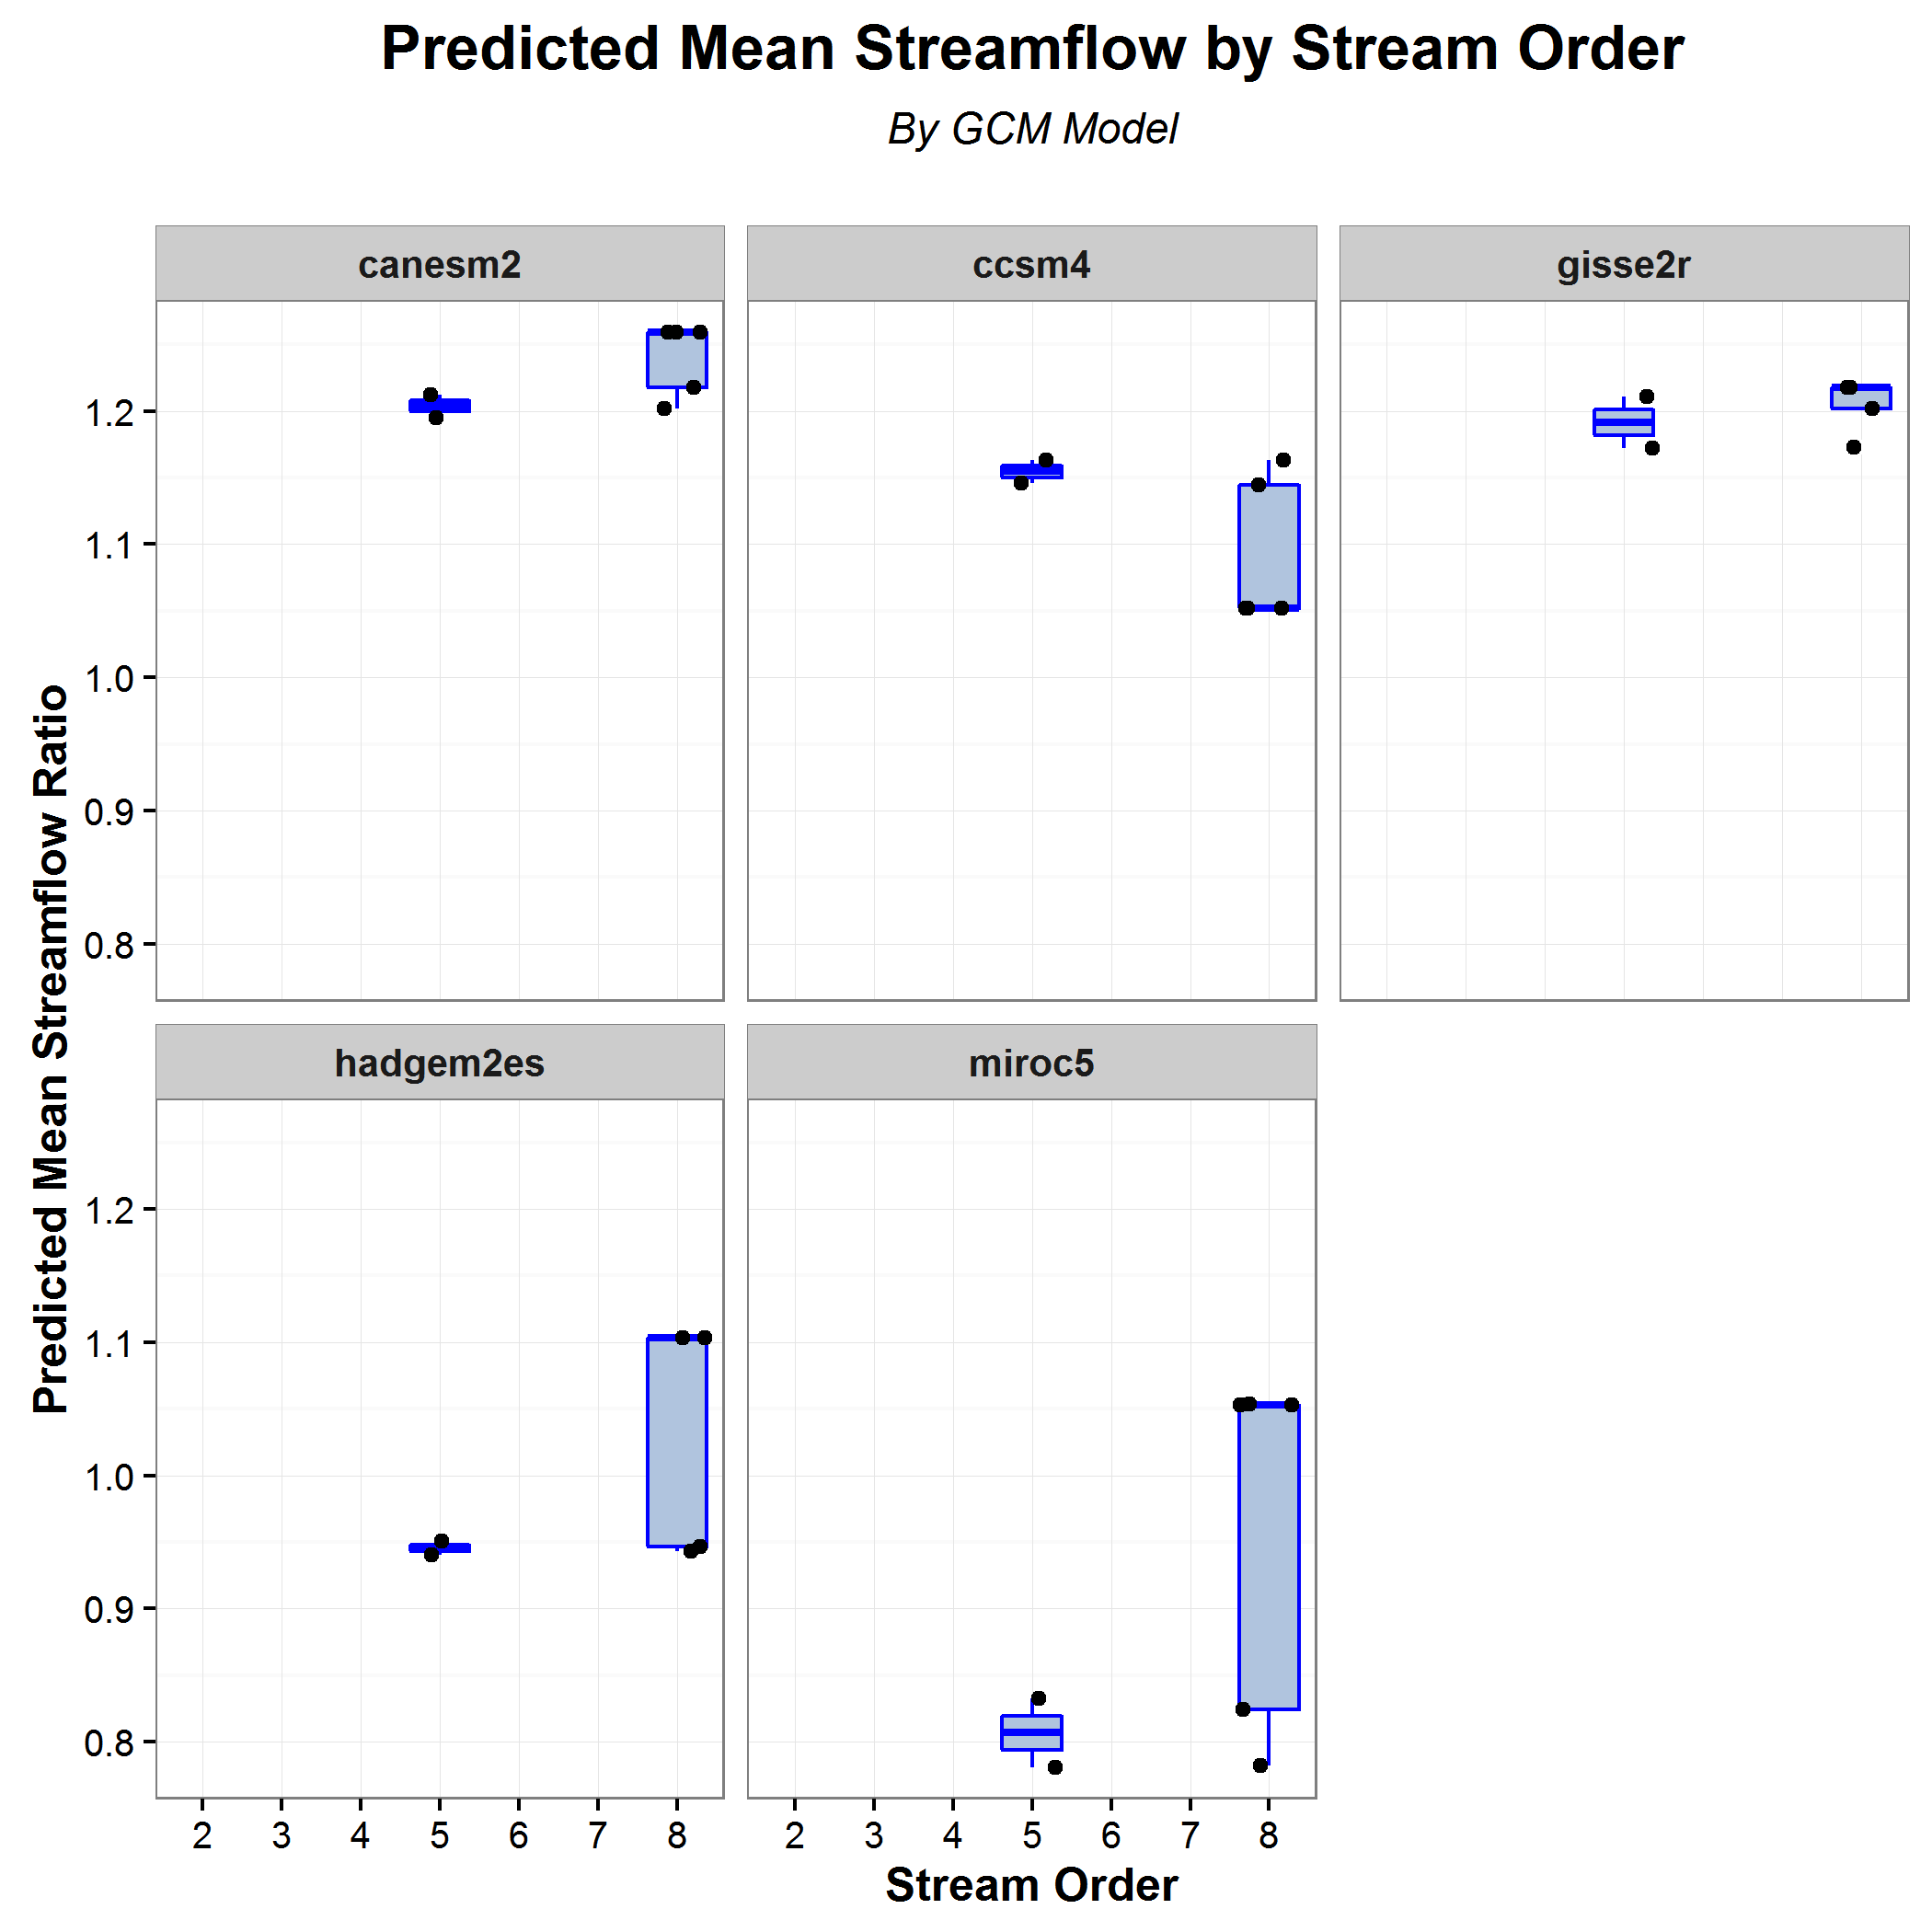 Predicted Mean Streamflow by Stream Order
By GCM Model
canesm2
ccsm4
gisse2r
1.2
1.1
1.0
0.9
0.8
Predicted Mean Streamflow Ratio
hadgem2es
miroc5
1.2
1.1
1.0
0.9
0.8
2 3 4 5 6 7 8
2 3 4 5 6 7 8
Stream Order